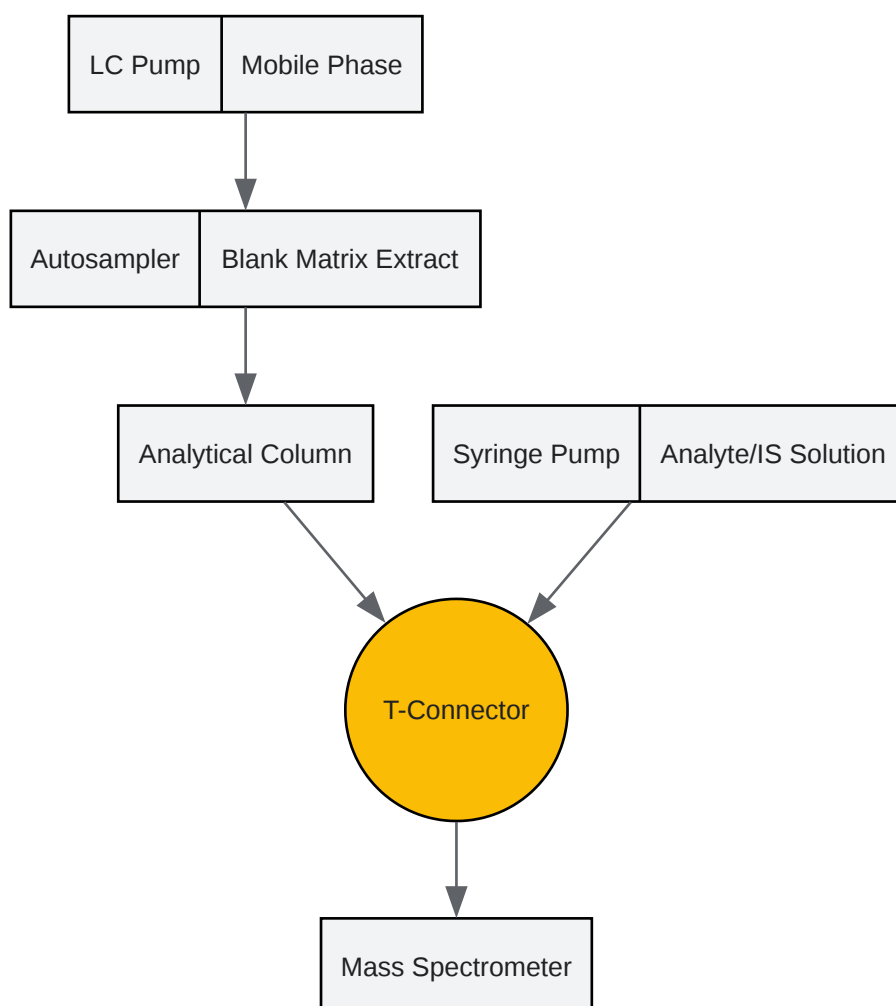 LC Pump
Mobile Phase
Autosampler
Blank Matrix Extract
Analytical Column
Syringe Pump
Analyte/IS Solution
T-Connector
Mass Spectrometer